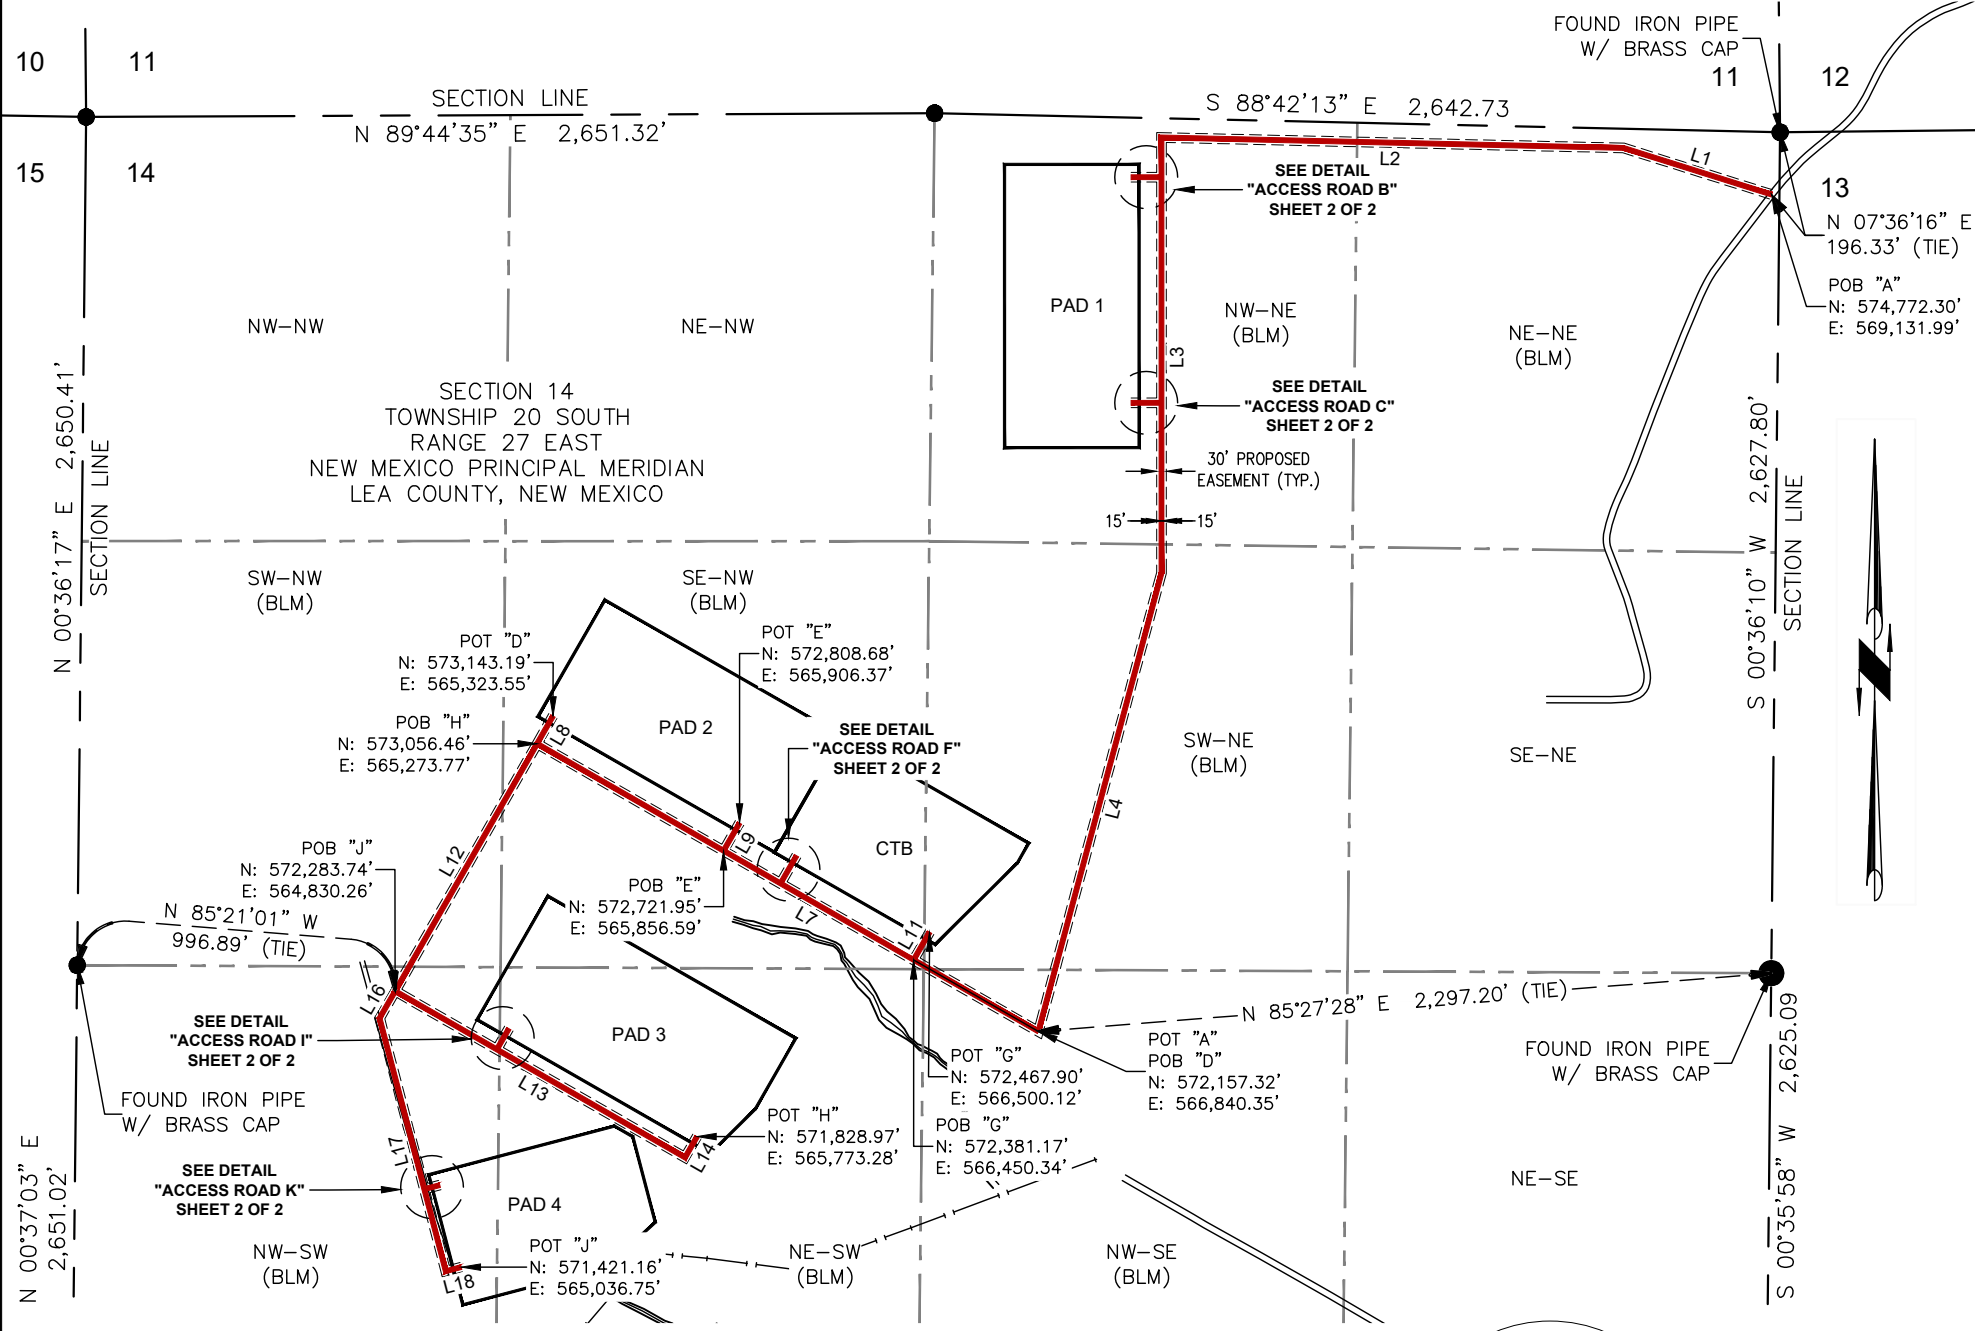 10
11
15
14
SECTION LINE
N 89°44'35" E 2,651.32'
S 88°42'13" E 2,642.73
FOUND IRON PIPE
W/ BRASS CAP
11
12
13
N 07°36'16" E
196.33' (TIE)
POB "A"
N: 574,772.30'
E: 569,131.99'
L1
L2
SEE DETAIL
"ACCESS ROAD B"
SHEET 2 OF 2
PAD 1
L3
NW-NW
NE-NW
NW-NE
(BLM)
NE-NE
(BLM)
SECTION 14
TOWNSHIP 20 SOUTH
RANGE 27 EAST
NEW MEXICO PRINCIPAL MERIDIAN
LEA COUNTY, NEW MEXICO
SEE DETAIL
"ACCESS ROAD C"
SHEET 2 OF 2
30' PROPOSED
EASEMENT (TYP.)
15'
15'
N 00°36'17" E 2,650.41'
SECTION LINE
S 00°36'10" W 2,627.80'
SECTION LINE
SW-NW
(BLM)
SE-NW
(BLM)
POT "D"
N: 573,143.19'
E: 565,323.55'
POT "E"
N: 572,808.68'
E: 565,906.37'
POB "H"
N: 573,056.46'
E: 565,273.77'
L8
PAD 2
SEE DETAIL
"ACCESS ROAD F"
SHEET 2 OF 2
SW-NE
(BLM)
SE-NE
L4
L9
CTB
POB "J"
N: 572,283.74'
E: 564,830.26'
L12
POB "E"
N: 572,721.95'
E: 565,856.59'
L7
L11
N 85°21'01" W
996.89' (TIE)
L16
N 85°27'28" E 2,297.20' (TIE)
SEE DETAIL
"ACCESS ROAD I"
SHEET 2 OF 2
PAD 3
L13
POT "G"
N: 572,467.90'
E: 566,500.12'
POT "A"
POB "D"
N: 572,157.32'
E: 566,840.35'
FOUND IRON PIPE
W/ BRASS CAP
FOUND IRON PIPE
W/ BRASS CAP
POT "H"
N: 571,828.97'
E: 565,773.28'
POB "G"
N: 572,381.17'
E: 566,450.34'
L14
L17
SEE DETAIL
"ACCESS ROAD K"
SHEET 2 OF 2
PAD 4
NE-SE
N 00°37'03" E
2,651.02'
S 00°35'58" W 2,625.09
NW-SW
(BLM)
L18
POT "J"
N: 571,421.16'
E: 565,036.75'
NE-SW
(BLM)
NW-SE
(BLM)